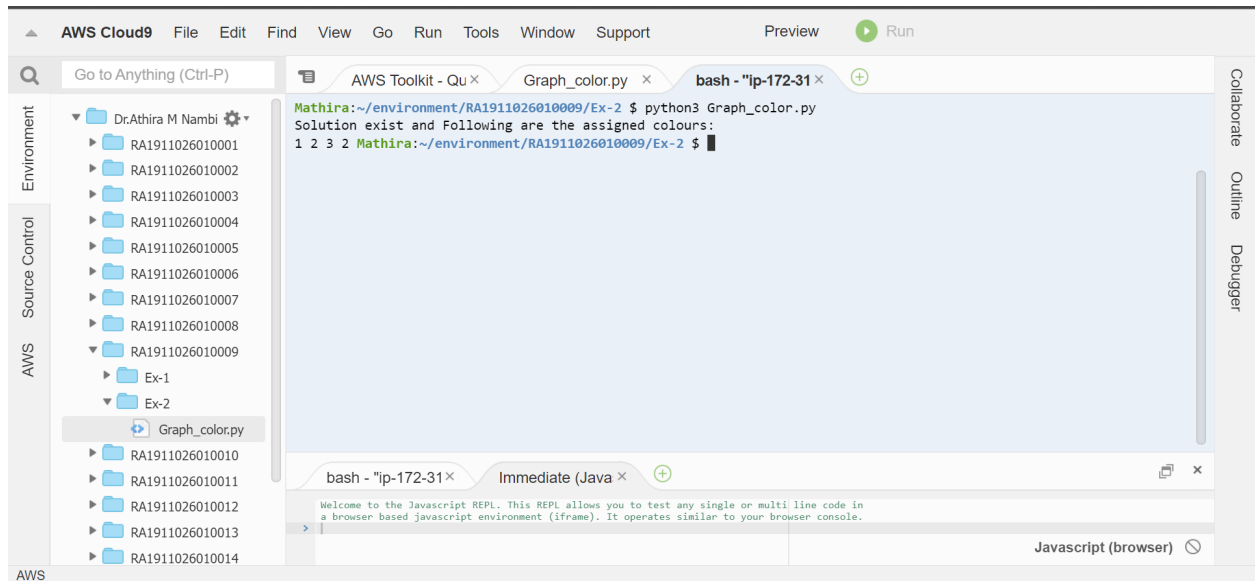 AWS Cloud9 File Edit Find View Go Run Tools Window Support Preview Run
Go to Anything (Ctrl-P)
AWS Toolkit - Qu × Graph_color.py × bash - "ip-172-31 ×
Environment
Source Control
AWS
Dr.Athira M Nambi
RA1911026010001
RA1911026010002
RA1911026010003
RA1911026010004
RA1911026010005
RA1911026010006
RA1911026010007
RA1911026010008
RA1911026010009
Ex-1
Ex-2
Graph_color.py
RA1911026010010
RA1911026010011
RA1911026010012
RA1911026010013
RA1911026010014
Mathira:~/environment/RA1911026010009/Ex-2 $ python3 Graph_color.py
Solution exist and Following are the assigned colours:
1 2 3 2 Mathira:~/environment/RA1911026010009/Ex-2 $
bash - "ip-172-31 × Immediate (Java ×
Welcome to the Javascript REPL. This REPL allows you to test any single or multi line code in
a browser based javascript environment (iframe). It operates similar to your browser console.
>
Javascript (browser)
Collaborate
Outline
Debugger
AWS